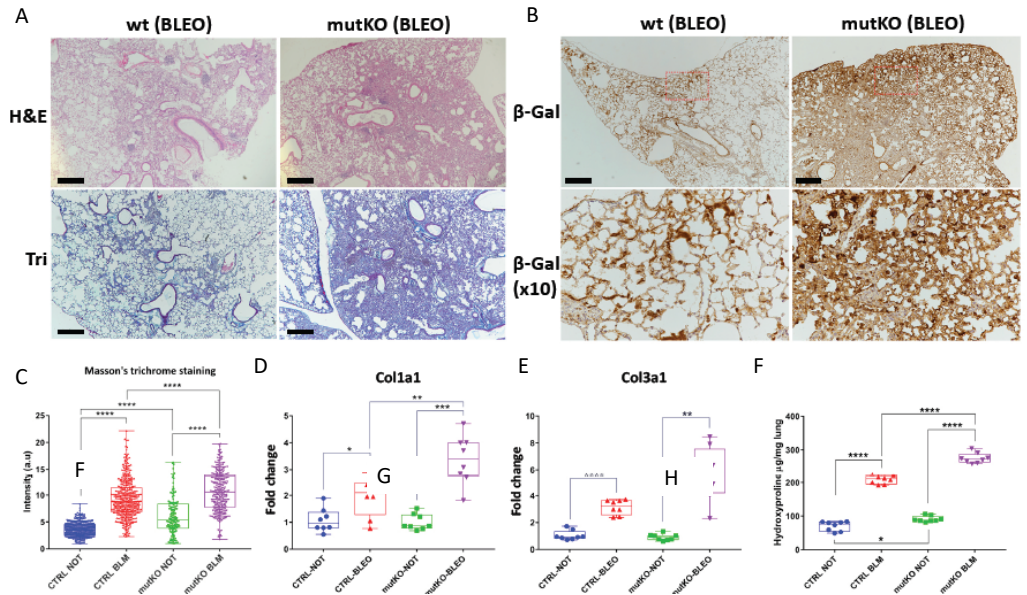 A
wt (BLEO)
mutKO (BLEO)
H&E
Tri
B
wt (BLEO)
mutKO (BLEO)
β-Gal
β-Gal
(x10)
C
Masson's trichrome staining
Intensity (a.u)
25
20
15
10
5
0
****
****
****
****
F
CTRL NOT
CTRL BLM
mutKO NOT
mutKO BLM
D
Col1a1
Fold change
5
4
3
2
1
0
**
***
*
G
CTRL-NOT
CTRL-BLEO
mutKO-NOT
mutKO-BLEO
E
Col3a1
Fold change
10
8
6
4
2
0
**
****
H
CTRL-NOT
CTRL-BLEO
mutKO-NOT
mutKO-BLEO
F
Hydroxyprolins µg/mg lung
400
300
200
100
0
****
****
****
*
CTRL NOT
CTRL BLM
mutKO NOT
mutKO BLM